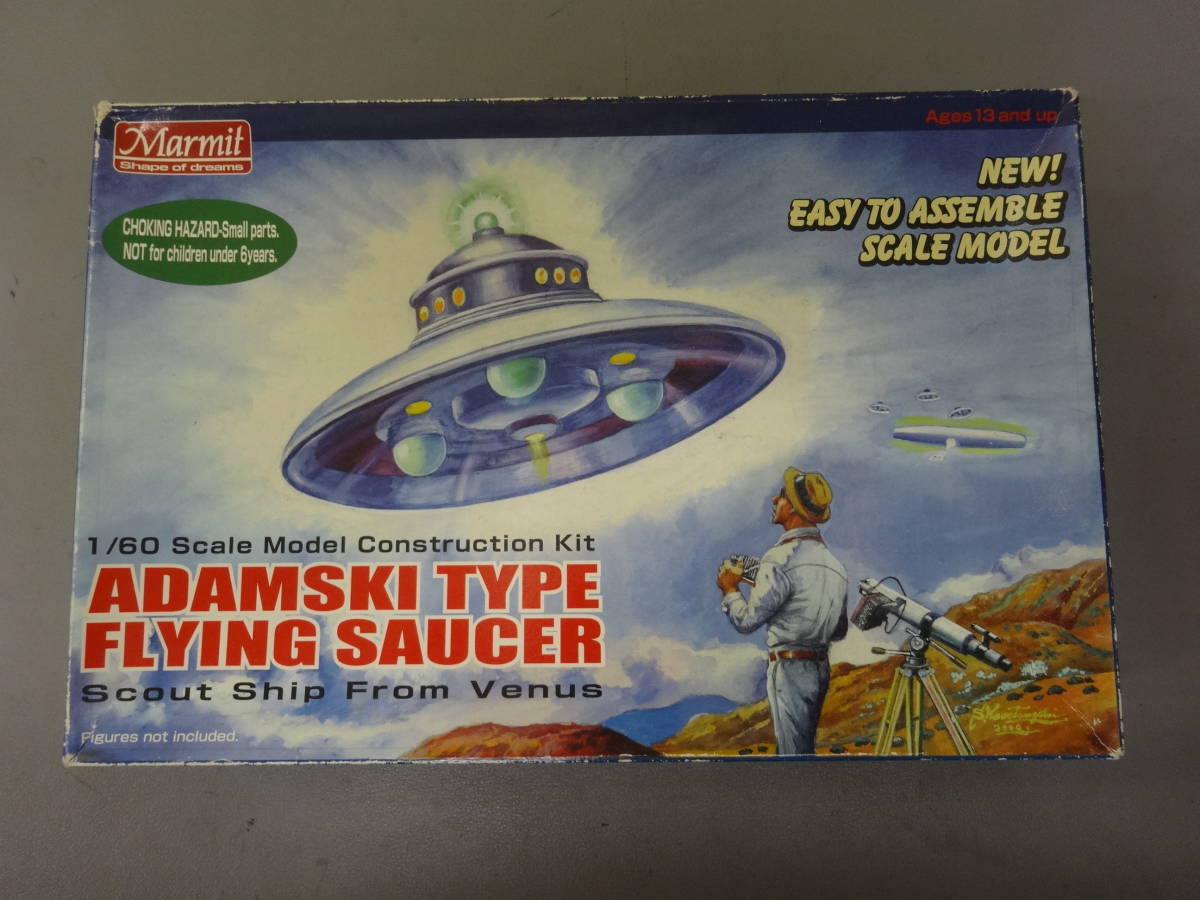 Ages 13 and up
Marmit
Shape of dreams
CHOKING HAZARD-Small parts.
NOT for children under 6years.
NEW!
EASY TO ASSEMBLE
SCALE MODEL
1/60 Scale Model Construction Kit
ADAMSKI TYPE
FLYING SAUCER
Scout Ship From Venus
Figures not included.